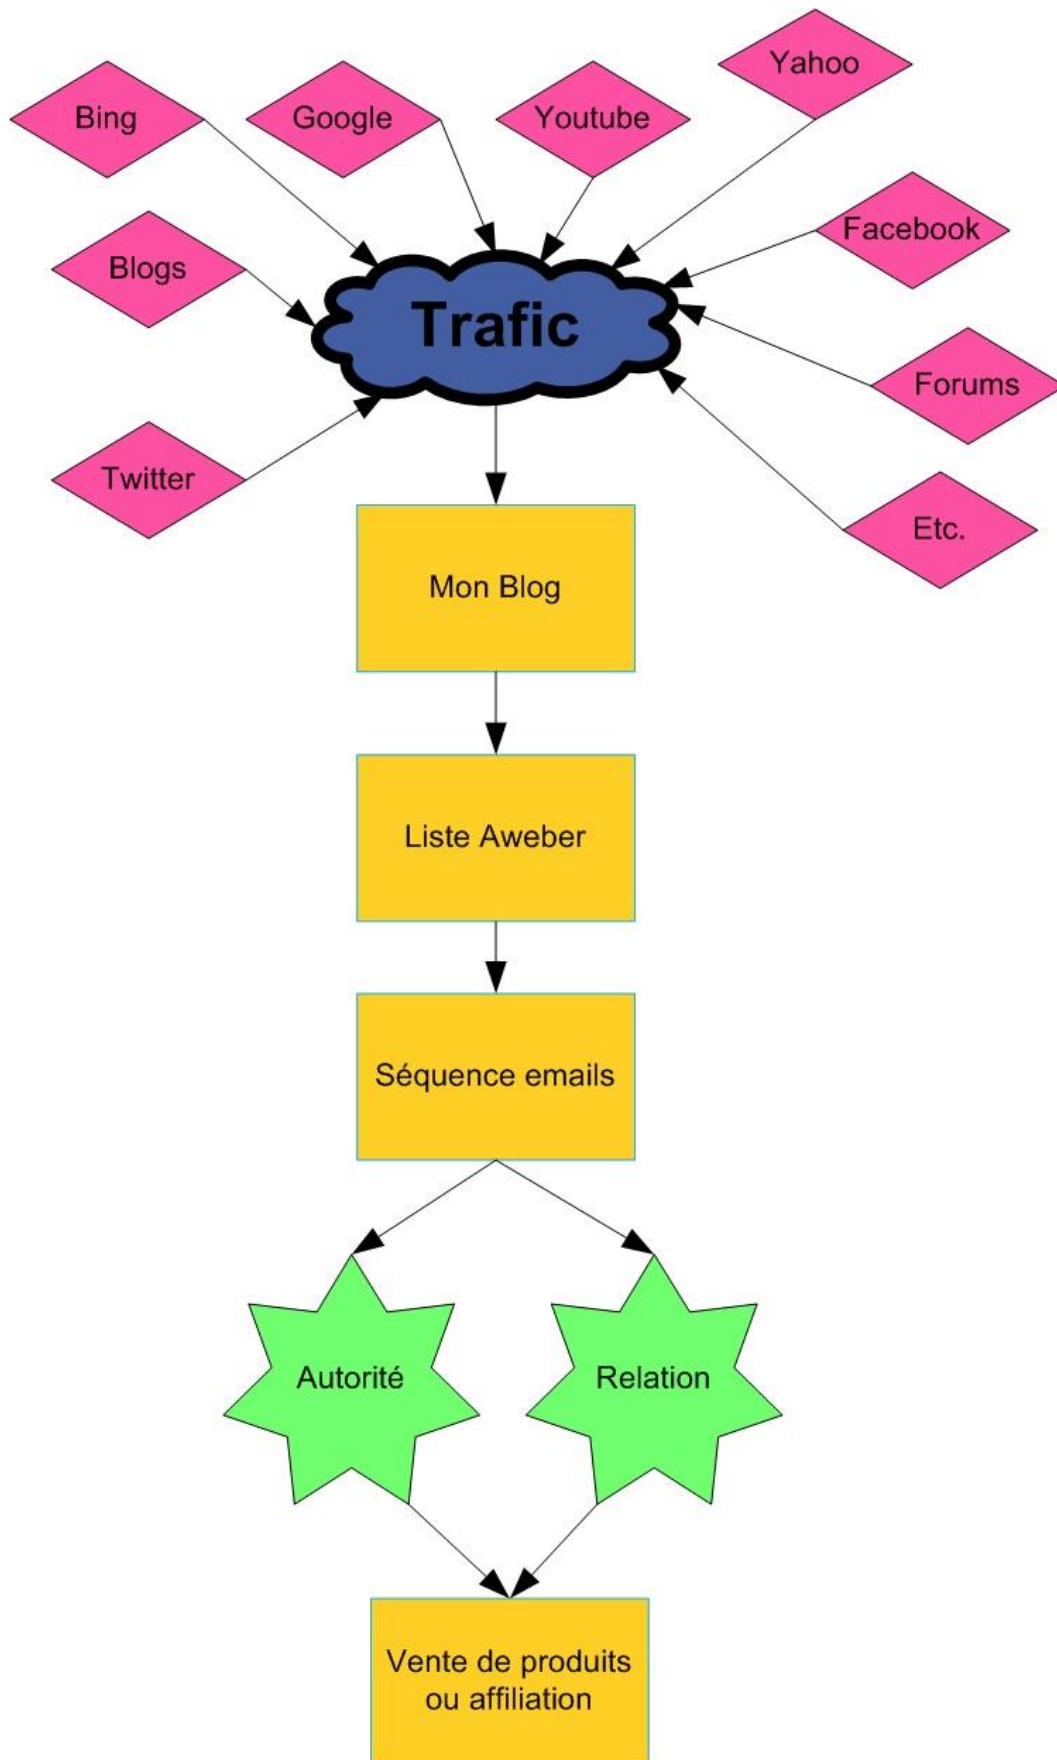 Yahoo
Bing
Google
Youtube
Facebook
Blogs
Trafic
Forums
Twitter
Etc.
Mon Blog
Liste Aweber
Séquence emails
Autorité
Relation
Vente de produits
ou affiliation